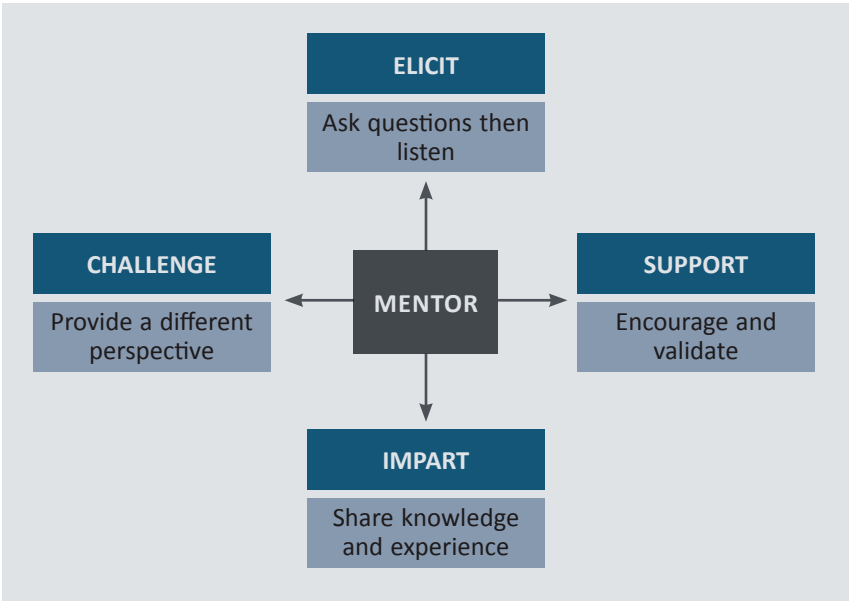 ELICIT
Ask questions then
listen
CHALLENGE
Provide a different
perspective
MENTOR
SUPPORT
Encourage and
validate
IMPART
Share knowledge
and experience